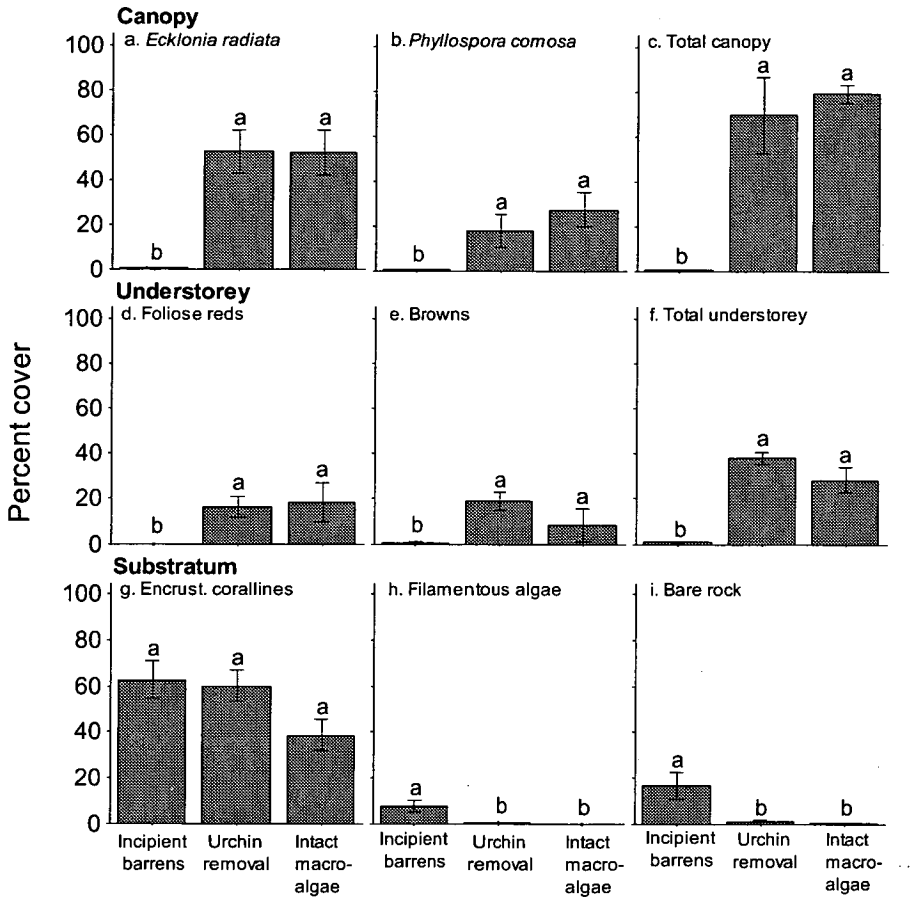 Canopy
a. Ecklonia radiata
b. Phyllospora comosa
c. Total canopy
100
80
60
40
20
0
b
a
a
b
a
a
b
a
a
Understorey
d. Foliose reds
e. Browns
f. Total understorey
100
80
60
40
20
0
b
a
a
b
a
a
b
a
a
Percent cover
Substratum
g. Encrust. corallines
h. Filamentous algae
i. Bare rock
100
80
60
40
20
0
a
a
a
a
b
b
a
b
b
Incipient
barrens
Urchin
removal
Intact
macro-
algae
Incipient
barrens
Urchin
removal
Intact
macro-
algae
Incipient
barrens
Urchin
removal
Intact
macro-
algae